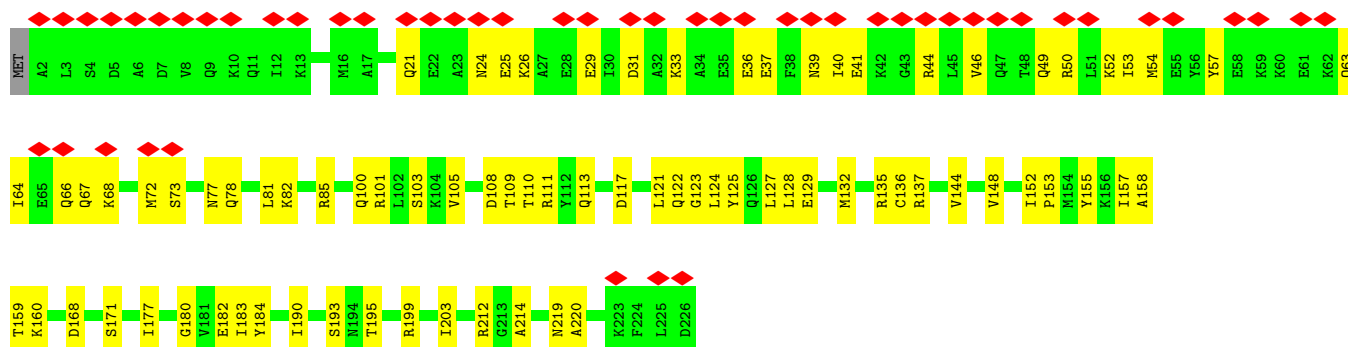 MET A2 L3 S4 D5 A6 D7 V8 Q9 K10 Q11 I12 K13 M16 A17 Q21 E22 A23 N24 E25 K26 A27 E28 E29 I30 D31 A32 K33 A34 E35 E36 E37 F38 N39 I40 E41 K42 G43 R44 L45 V46 Q47 T48 Q49 R50 L51 K52 I53 M54 E55 Y56 Y57 E58 K59 K60 E61 K62 Q63
I64 E65 Q66 Q67 K68 M72 S73 N77 Q78 L81 K82 R85 Q100 R101 L102 S103 K104 V105 D108 T109 T110 R111 Y112 Q113 D117 L121 Q122 G123 L124 Y125 Q126 L127 L128 E129 M132 R135 C136 R137 V144 V148 I152 P153 M154 Y155 K156 I157 A158
T159 K160 D168 S171 I177 G180 V181 E182 I183 Y184 I190 S193 N194 T195 R199 I203 R212 G213 A214 N219 A220 K223 F224 L225 D226